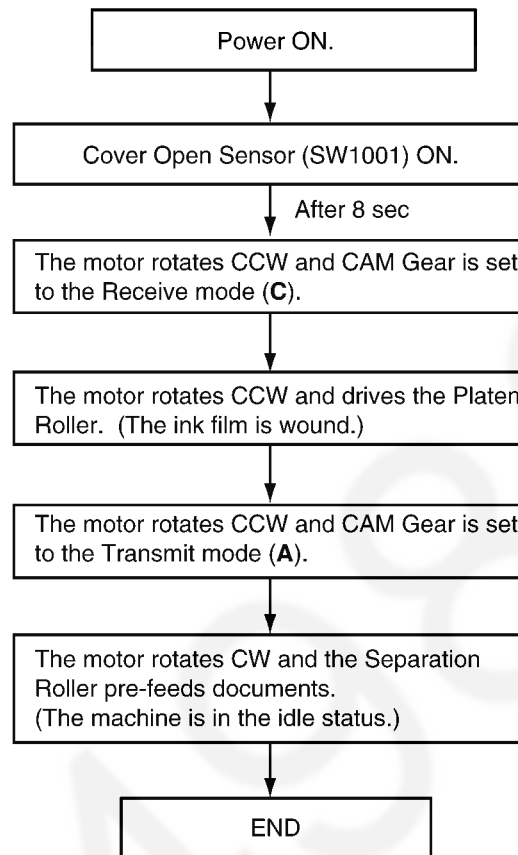 Power ON.
Cover Open Sensor (SW1001) ON.
After 8 sec
The motor rotates CCW and CAM Gear is set
to the Receive mode (C).
The motor rotates CCW and drives the Platen
Roller. (The ink film is wound.)
The motor rotates CCW and CAM Gear is set
to the Transmit mode (A).
The motor rotates CW and the Separation
Roller pre-feeds documents.
(The machine is in the idle status.)
END